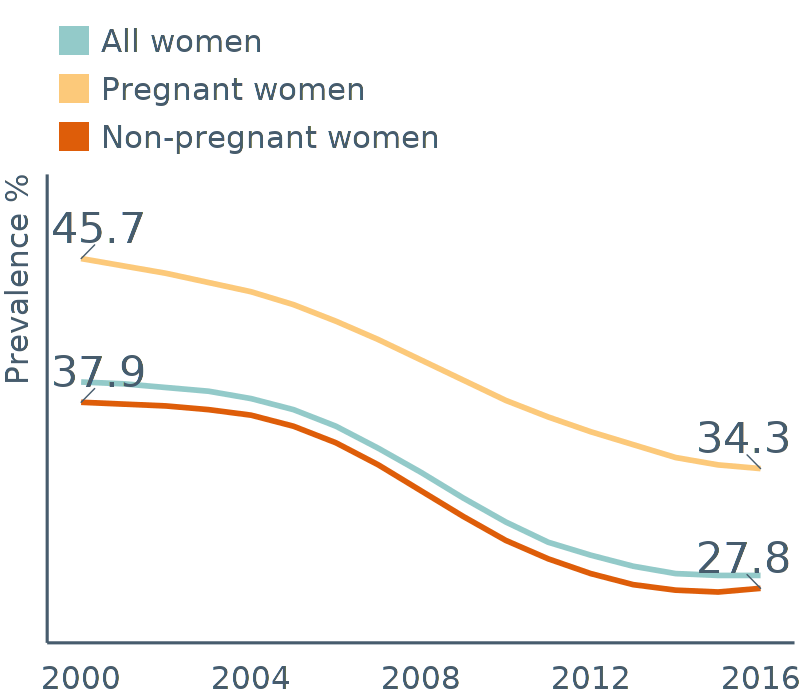 All women
Pregnant women
Non-pregnant women
Prevalence %
45.7
37.9
34.3
27.8
2000 2004 2008 2012 2016